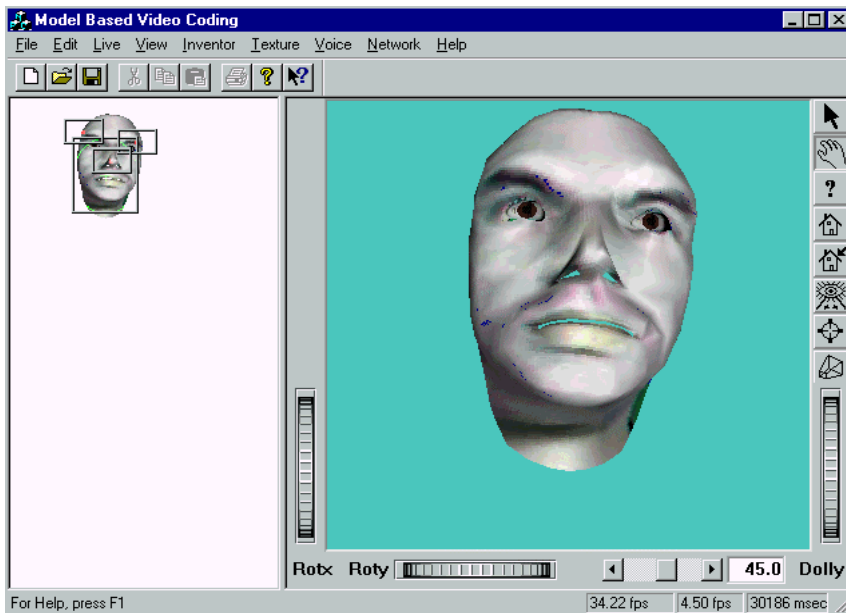 Model Based Video Coding
File Edit Live View Inventor Texture Voice Network Help
Rotx Roty 45.0 Dolly
For Help, press F1 34.22 fps 4.50 fps 30186 msec